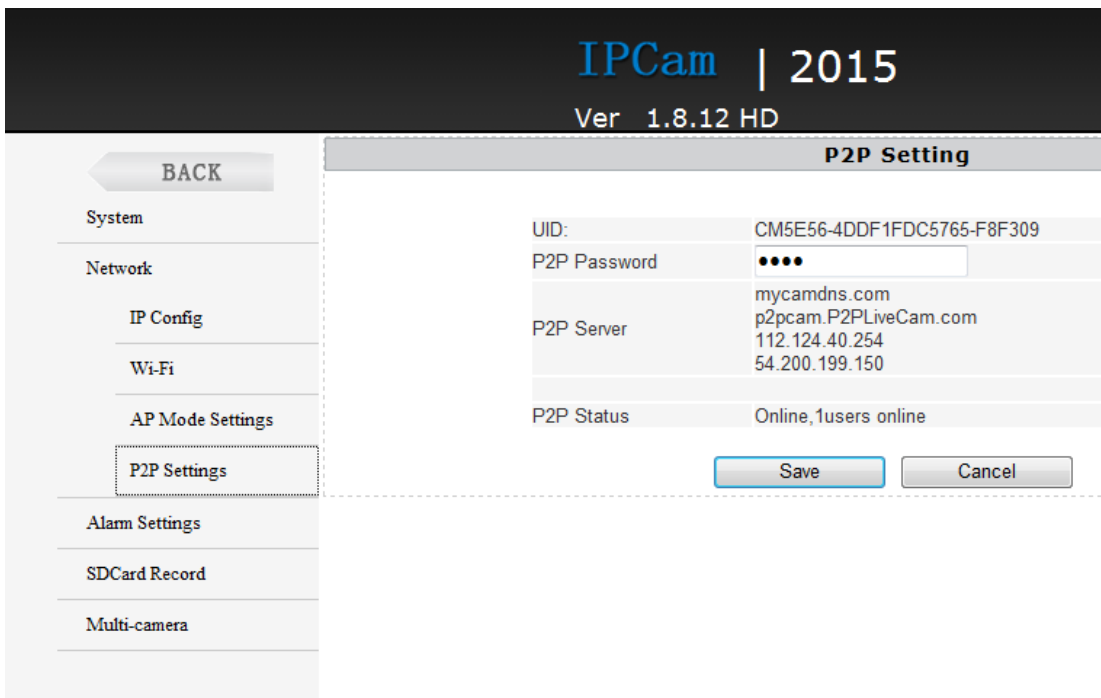 IPCam | 2015
Ver 1.8.12 HD
BACK
System
Network
IP Config
Wi-Fi
AP Mode Settings
P2P Settings
Alarm Settings
SDCard Record
Multi-camera
P2P Setting
UID: CM5E56-4DDF1FDC5765-F8F309
P2P Password ••••
P2P Server
mycamdns.com
p2pcam.P2PLiveCam.com
112.124.40.254
54.200.199.150
P2P Status Online,1users online
Save Cancel